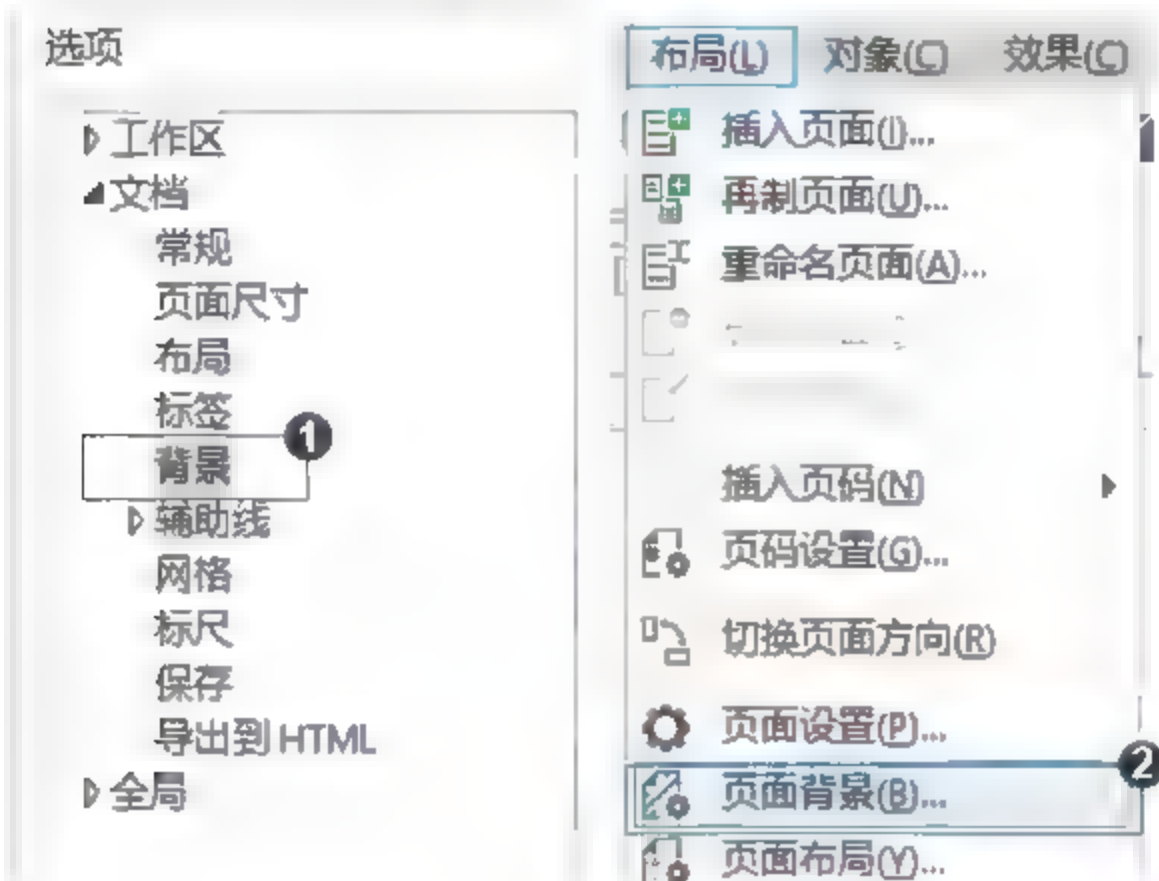 选项
工作区
文档
常规
页面尺寸
布局
标签
背景
1
辅助线
网格
标尺
保存
导出到 HTML
全局
布局(L) 对象(C) 效果(C)
插入页面(I)...
再制页面(U)...
重命名页面(A)...
插入页码(N)
页码设置(G)...
切换页面方向(R)
页面设置(P)...
2
页面背景(B)...
页面布局(Y)...